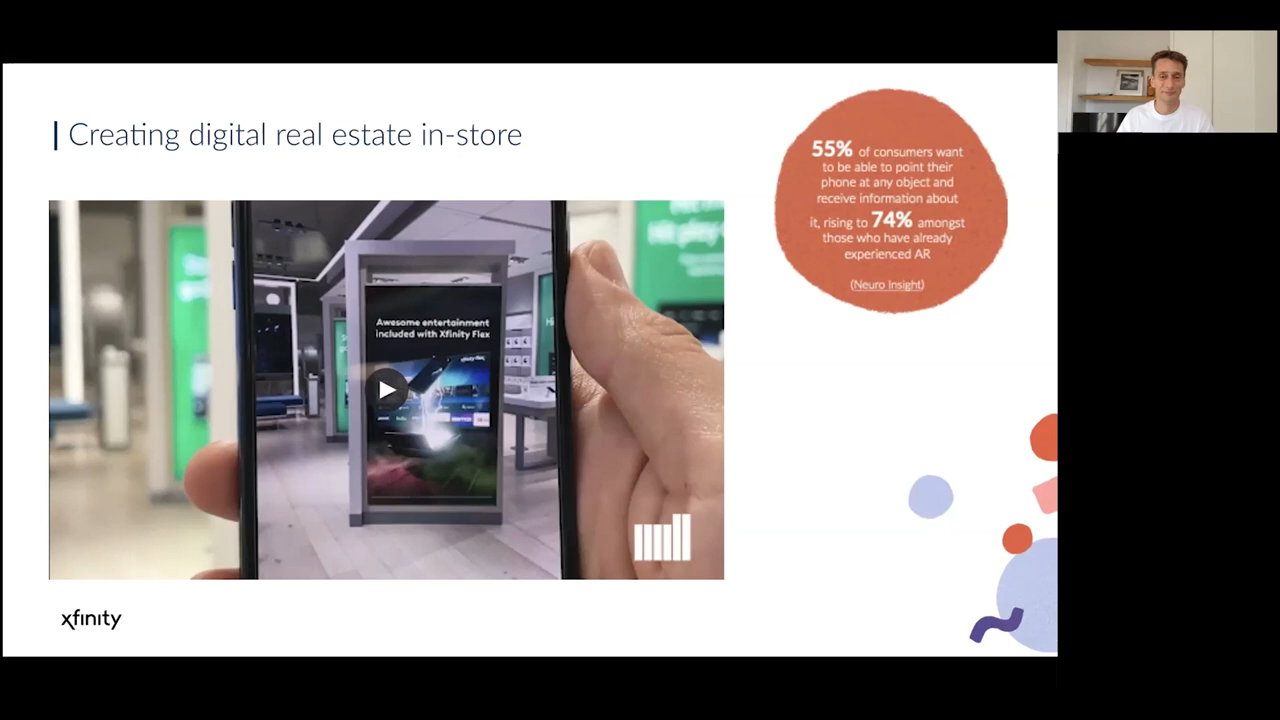 Creating digital real estate in-store
55% of consumers want
to be able to point their
phone at any object and
receive information about
it, rising to 74% amongst
those who have already
experienced AR
(Neuro Insight)
Awesome entertainment
included with Xfinity Flex
xfinity